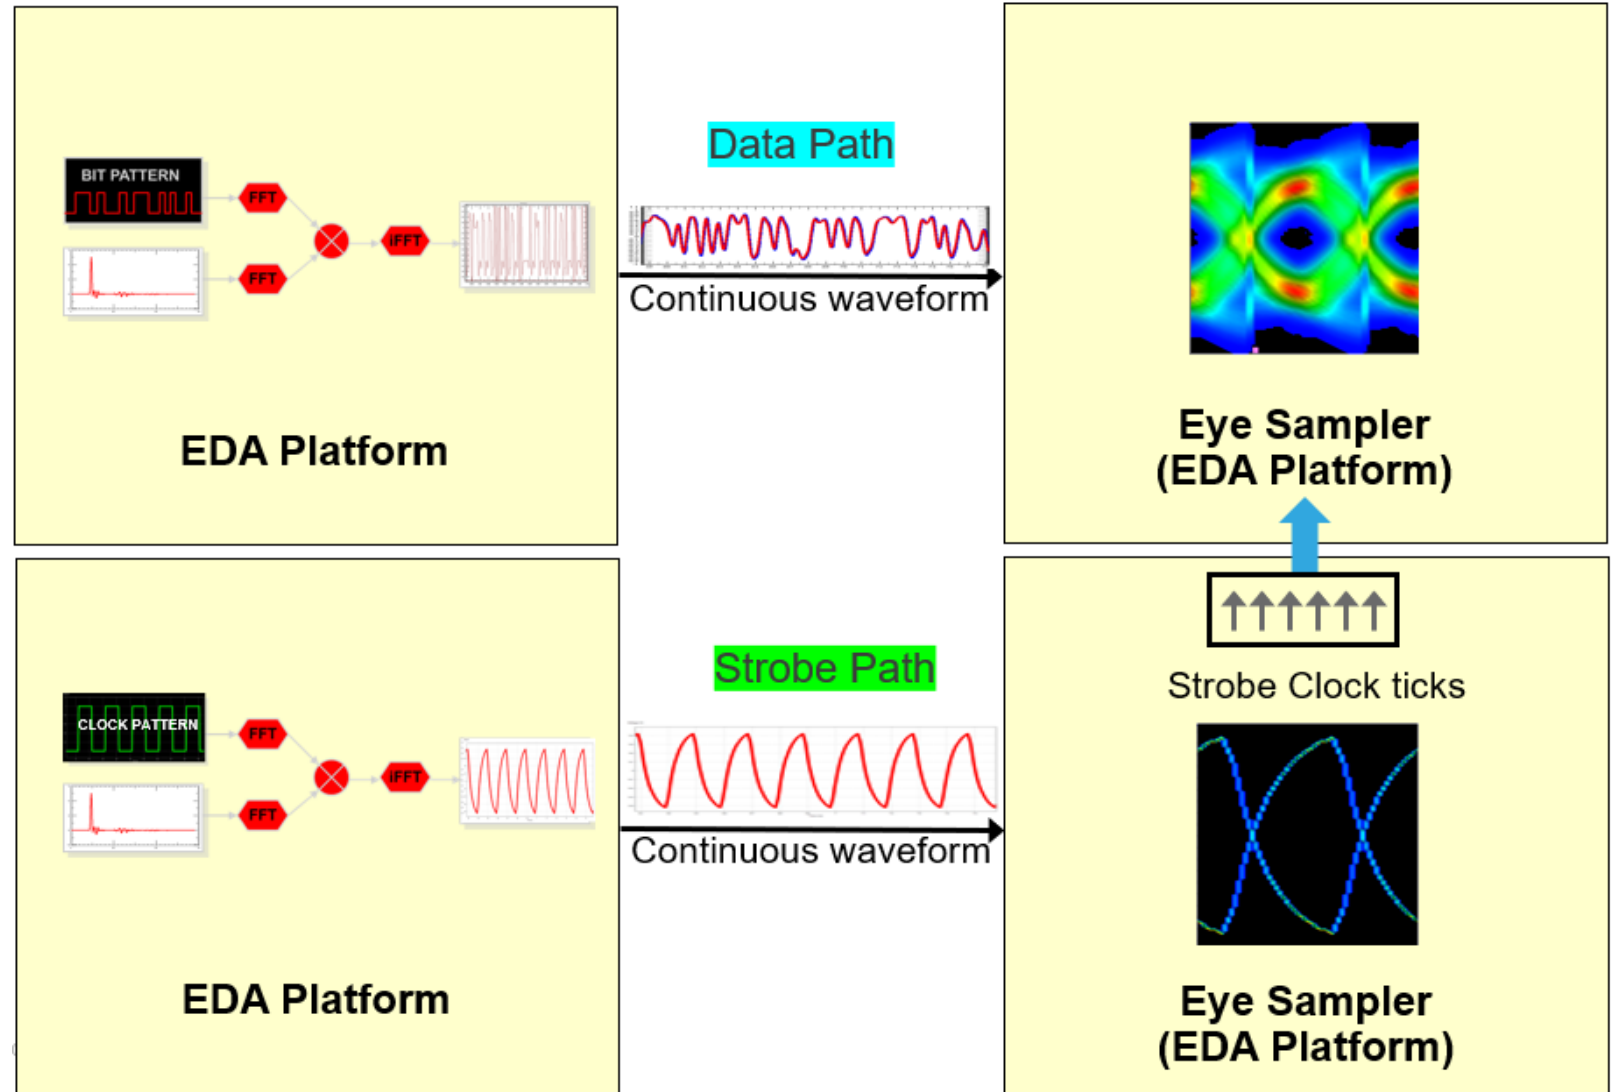 BIT PATTERN
FFT
FFT
iFFT
EDA Platform
Data Path
Continuous waveform
Eye Sampler
(EDA Platform)
CLOCK PATTERN
FFT
FFT
iFFT
EDA Platform
Strobe Path
Continuous waveform
Strobe Clock ticks
Eye Sampler
(EDA Platform)